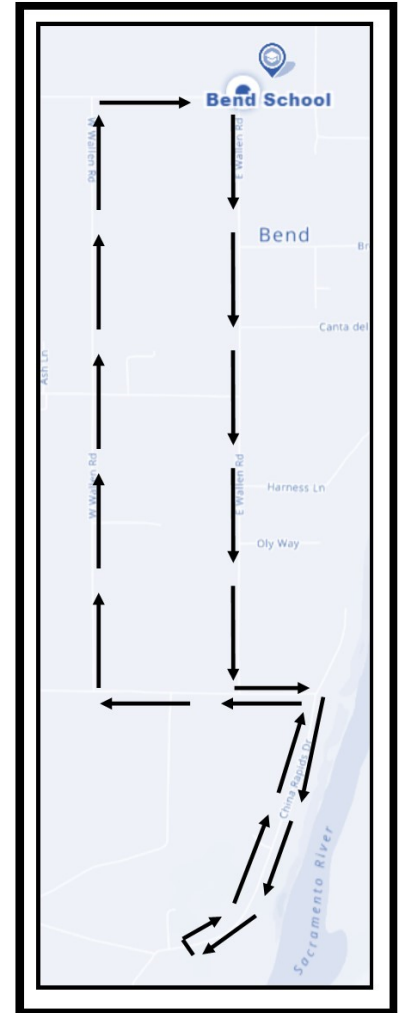 Bend School
W Wallen Rd
E Wallen Rd
Bend
Br
Canta del
Ash Ln
W Wallen Rd
E Wallen Rd
Harness Ln
Oly Way
China Rapids Dr
Sacramento River